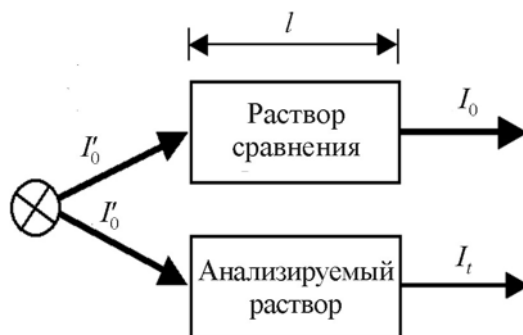 l
I′₀
Раствор
сравнения
I₀
I′₀
Анализируемый
раствор
Iₜ